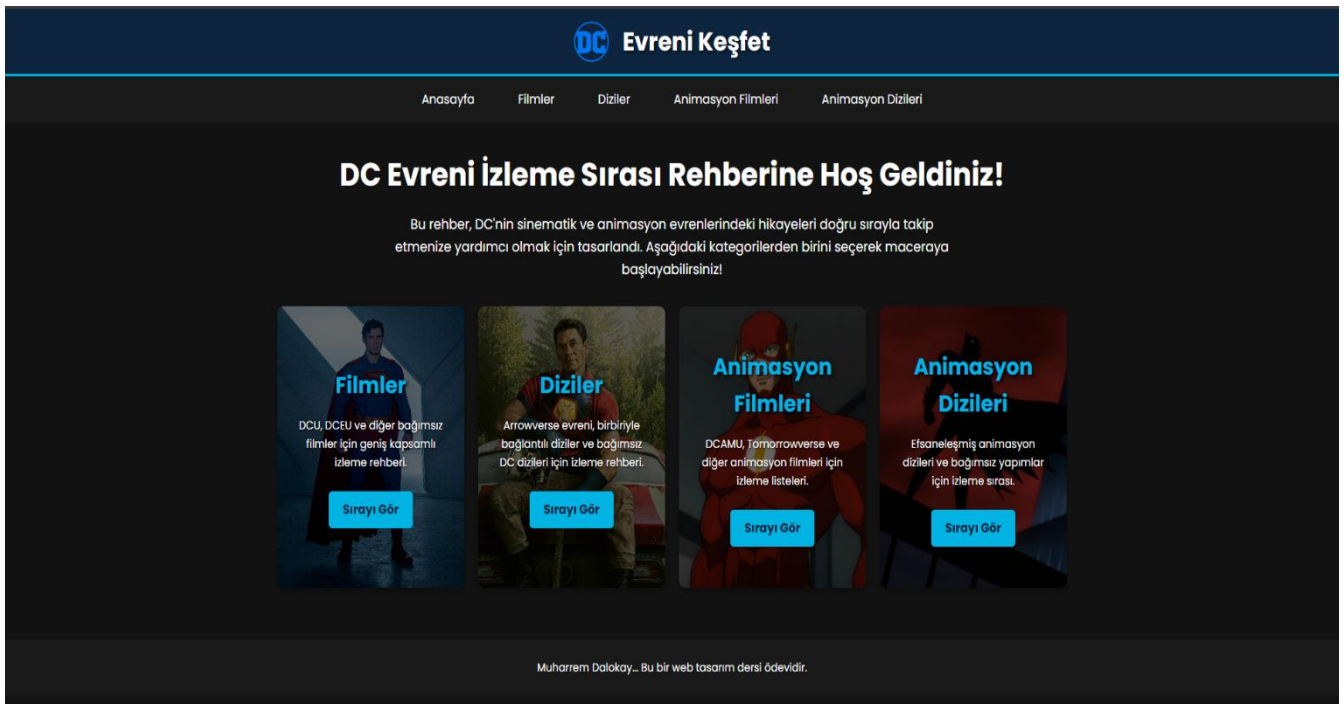 DC Evreni Keşfet
Anasayfa Filmler Diziler Animasyon Filmleri Animasyon Dizileri
DC Evreni İzleme Sırası Rehberine Hoş Geldiniz!
Bu rehber, DC'nin sinematik ve animasyon evrenlerindeki hikayeleri doğru sırayla takip
etmenize yardımcı olmak için tasarlandı. Aşağıdaki kategorilerden birini seçerek maceraya
başlayabilirsiniz!
Filmler
DCU, DCEU ve diğer bağımsız
filmler için geniş kapsamlı
izleme rehberi.
Sırayı Gör
Diziler
Arrowverse evreni, birbiriyle
bağlantılı diziler ve bağımsız
DC dizileri için izleme rehberi.
Sırayı Gör
Animasyon
Filmleri
DCAMU, Tomorrowverse ve
diğer animasyon filmleri için
izleme listeleri.
Sırayı Gör
Animasyon
Dizileri
Efsaneleşmiş animasyon
dizileri ve bağımsız yapımlar
için izleme sırası.
Sırayı Gör
Muharrem Dalokay... Bu bir web tasarım dersi ödevidir.